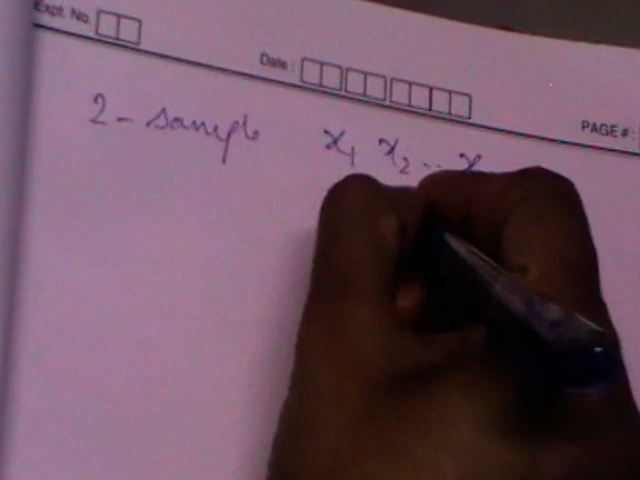 Expt. No.
Date :
PAGE # :
2 - sample x₁ x₂ .. x